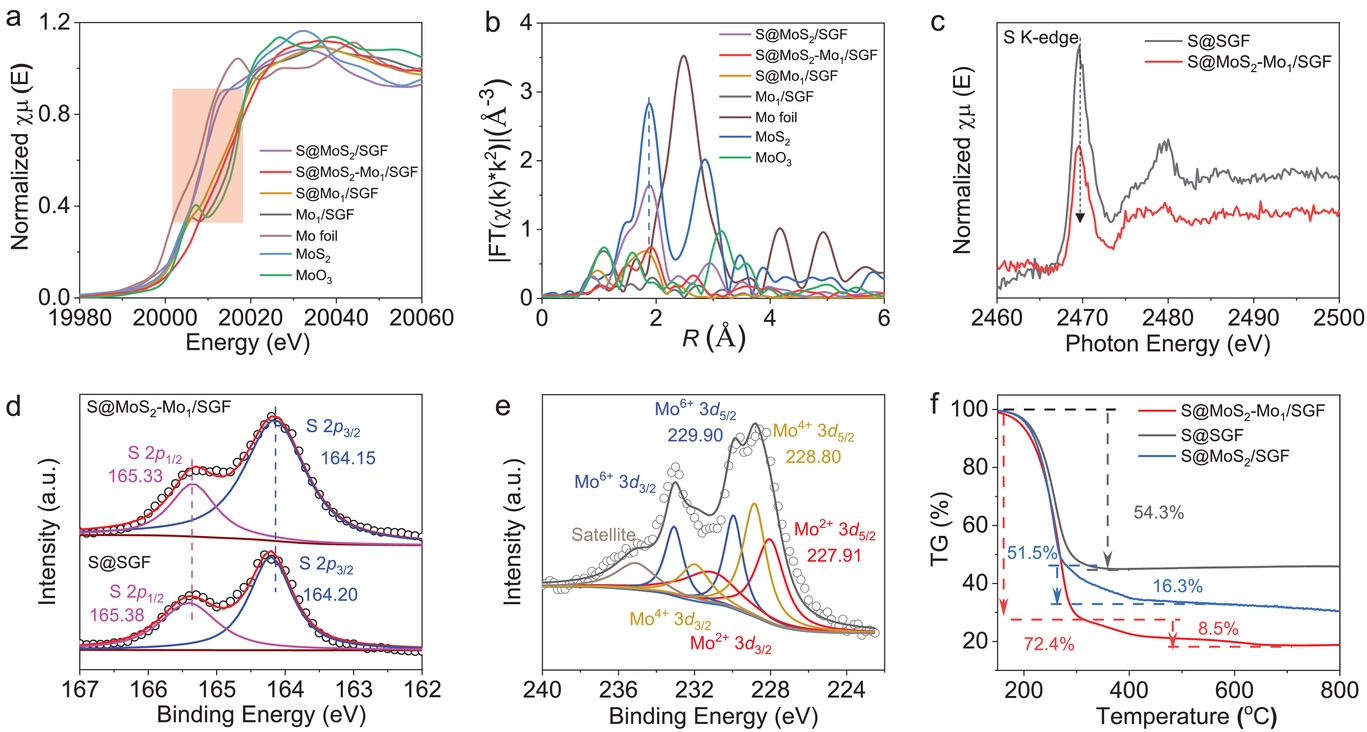 a
1.2
0.8
0.4
0.0
Normalized χμ (E)
S@MoS₂/SGF
S@MoS₂-Mo₁/SGF
S@Mo₁/SGF
Mo₁/SGF
Mo foil
MoS₂
MoO₃
19980 20000 20020 20040 20060
Energy (eV)
b
4
3
2
1
0
|FT(χ(k)*k²)|(Å⁻³)
S@MoS₂/SGF
S@MoS₂-Mo₁/SGF
S@Mo₁/SGF
Mo₁/SGF
Mo foil
MoS₂
MoO₃
0 2 4 6
R (Å)
c
S K-edge
S@SGF
S@MoS₂-Mo₁/SGF
Normalized χμ (E)
2460 2470 2480 2490 2500
Photon Energy (eV)
d
S@MoS₂-Mo₁/SGF
S 2p₃/₂
164.15
S 2p₁/₂
165.33
S@SGF
S 2p₃/₂
164.20
S 2p₁/₂
165.38
Intensity (a.u.)
167 166 165 164 163 162
Binding Energy (eV)
e
Mo⁶⁺ 3d₅/₂
229.90
Mo⁴⁺ 3d₅/₂
228.80
Mo⁶⁺ 3d₃/₂
Satellite
Mo²⁺ 3d₅/₂
227.91
Mo⁴⁺ 3d₃/₂
Mo²⁺ 3d₃/₂
Intensity (a.u.)
240 236 232 228 224
Binding Energy (eV)
f
100
80
60
40
20
TG (%)
S@MoS₂-Mo₁/SGF
S@SGF
S@MoS₂/SGF
54.3%
51.5%
16.3%
72.4%
8.5%
200 400 600 800
Temperature (°C)